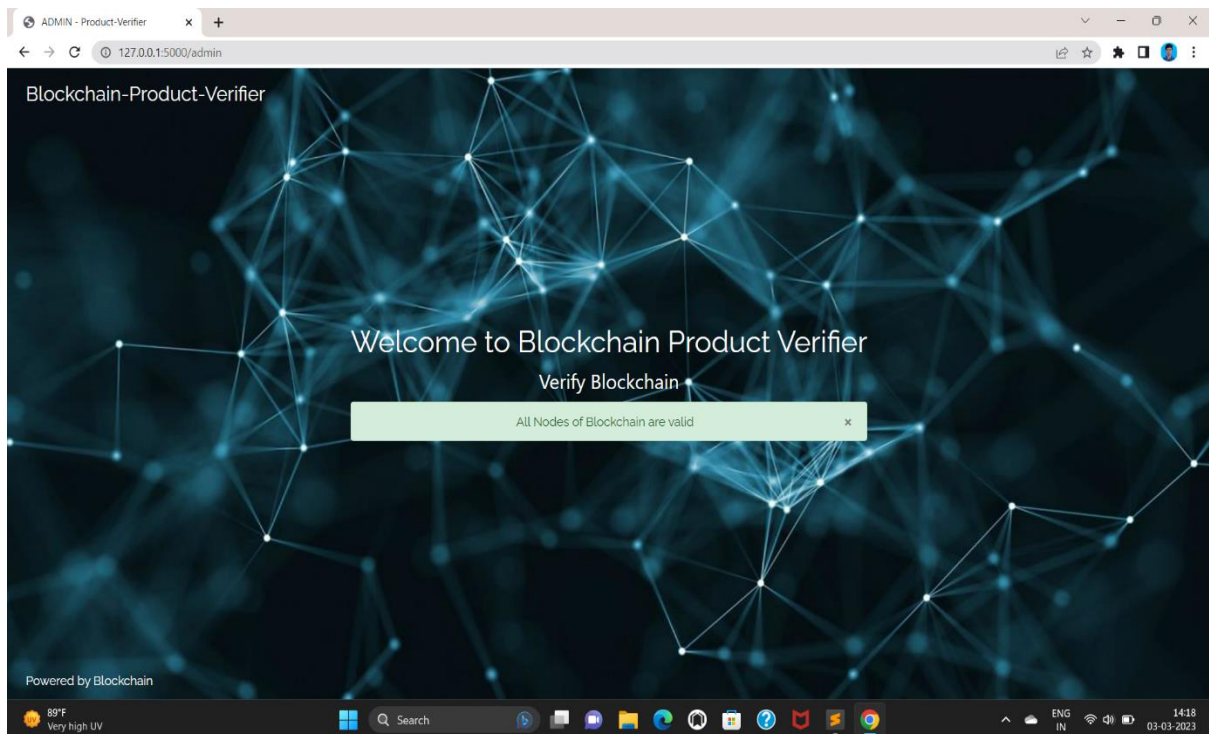 ADMIN - Product-Verifier
127.0.0.1:5000/admin
Blockchain-Product-Verifier
Welcome to Blockchain Product Verifier
Verify Blockchain
All Nodes of Blockchain are valid
Powered by Blockchain
89°F
Very high UV
Search
ENG
IN
14:18
03-03-2023